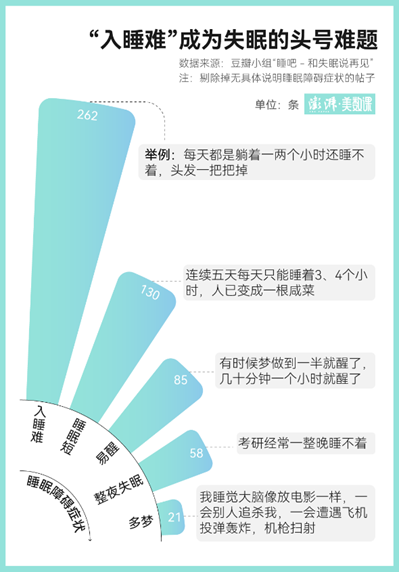 “入睡难”成为失眠的头号难题
数据来源：豆瓣小组“睡吧－和失眠说再见”
注：剔除掉无具体说明睡眠障碍症状的帖子
单位：条 澎湃·美数课
262
举例：每天都是躺着一两个小时还睡不
着，头发一把把掉
130
连续五天每天只能睡着3、4个小
时，人已变成一根咸菜
85
有时候梦做到一半就醒了，
几十分钟一个小时就醒了
58
考研经常一整晚睡不着
21
我睡觉大脑像放电影一样，一
会别人追杀我，一会遭遇飞机
投弹轰炸，机枪扫射
入睡难
睡眠短
易醒
整夜失眠
多梦
睡眠障碍症状